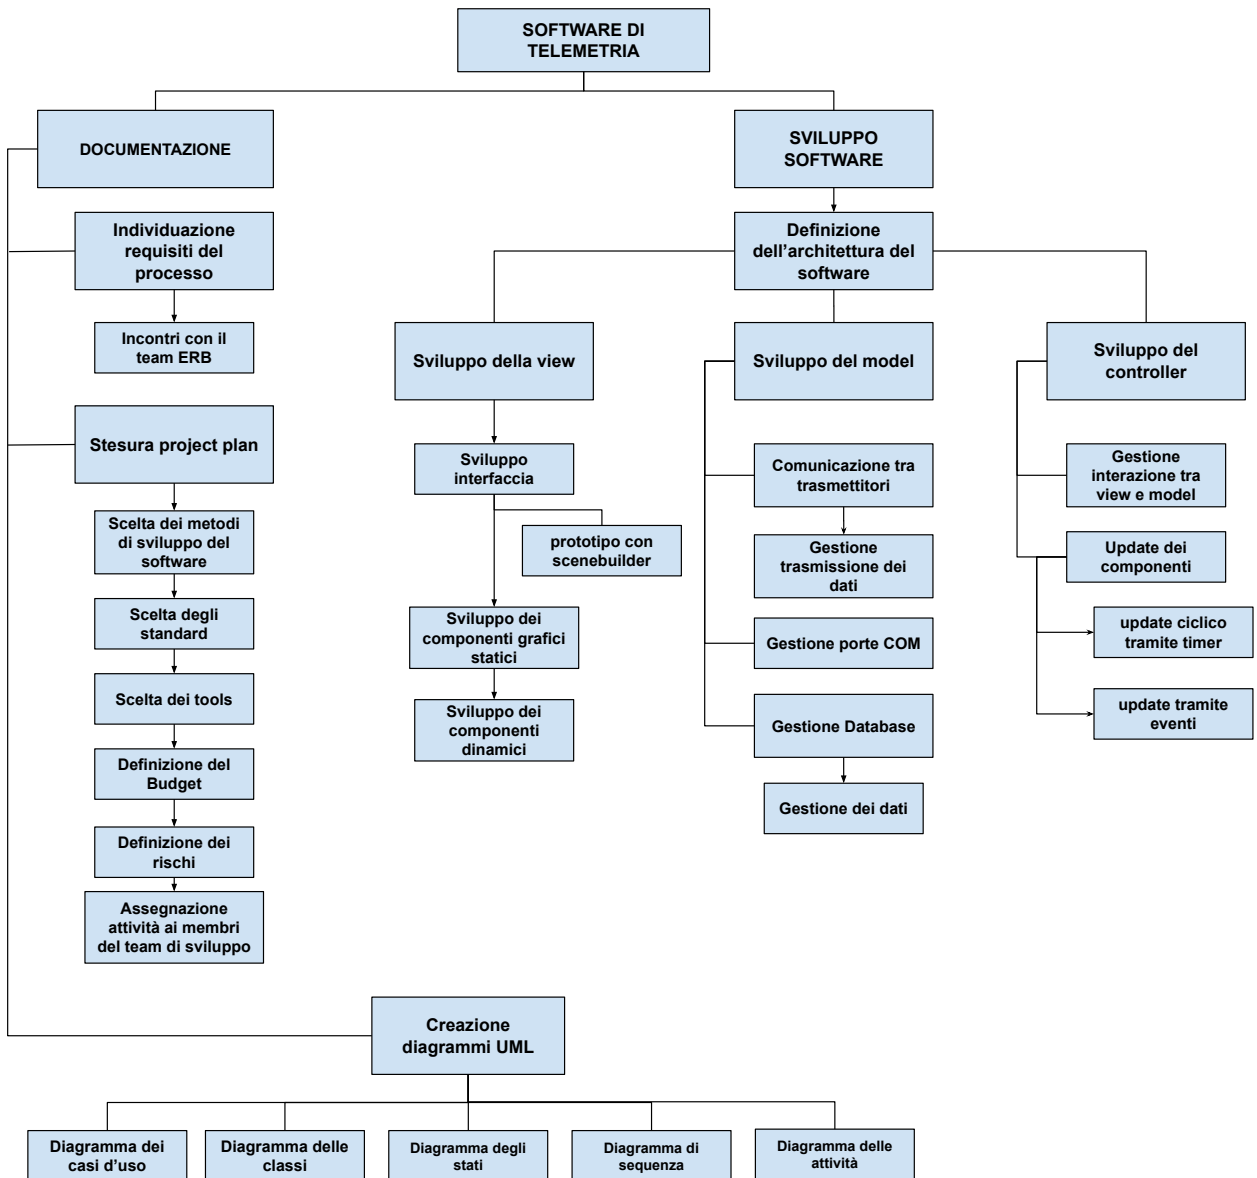 SOFTWARE DI
TELEMETRIA
DOCUMENTAZIONE
SVILUPPO
SOFTWARE
Individuazione
requisiti del
processo
Definizione
dell'architettura del
software
Incontri con il
team ERB
Sviluppo della view
Sviluppo del model
Sviluppo del
controller
Stesura project plan
Sviluppo
interfaccia
Comunicazione tra
trasmettitori
Gestione
interazione tra
view e model
Scelta dei metodi
di sviluppo del
software
prototipo con
scenebuilder
Gestione
trasmissione dei
dati
Update dei
componenti
Scelta degli
standard
Sviluppo dei
componenti grafici
statici
Gestione porte COM
update ciclico
tramite timer
Scelta dei tools
Sviluppo dei
componenti
dinamici
Gestione Database
update tramite
eventi
Definizione del
Budget
Gestione dei dati
Definizione dei
rischi
Assegnazione
attività ai membri
del team di sviluppo
Creazione
diagrammi UML
Diagramma dei
casi d'uso
Diagramma delle
classi
Diagramma degli
stati
Diagramma di
sequenza
Diagramma delle
attività